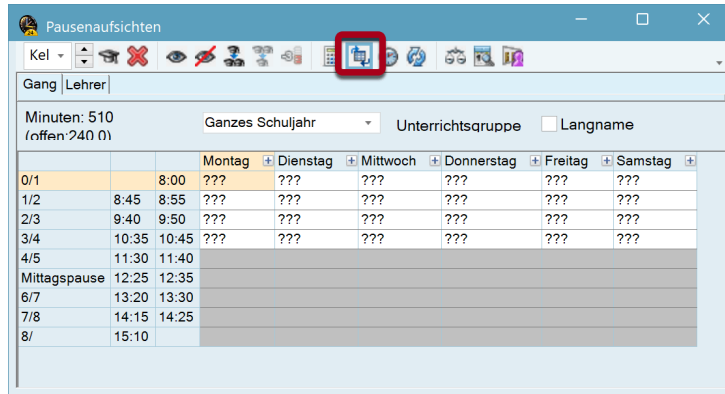 Pausenaufsichten
Kel
Gang Lehrer
Minuten: 510
(offen:240.0)
Ganzes Schuljahr
Unterrichtsgruppe
Langname
Montag + Dienstag + Mittwoch + Donnerstag + Freitag + Samstag +
0/1 8:00 ??? ??? ??? ??? ??? ???
1/2 8:45 8:55 ??? ??? ??? ??? ??? ???
2/3 9:40 9:50 ??? ??? ??? ??? ??? ???
3/4 10:35 10:45 ??? ??? ??? ??? ??? ???
4/5 11:30 11:40
Mittagspause 12:25 12:35
6/7 13:20 13:30
7/8 14:15 14:25
8/ 15:10